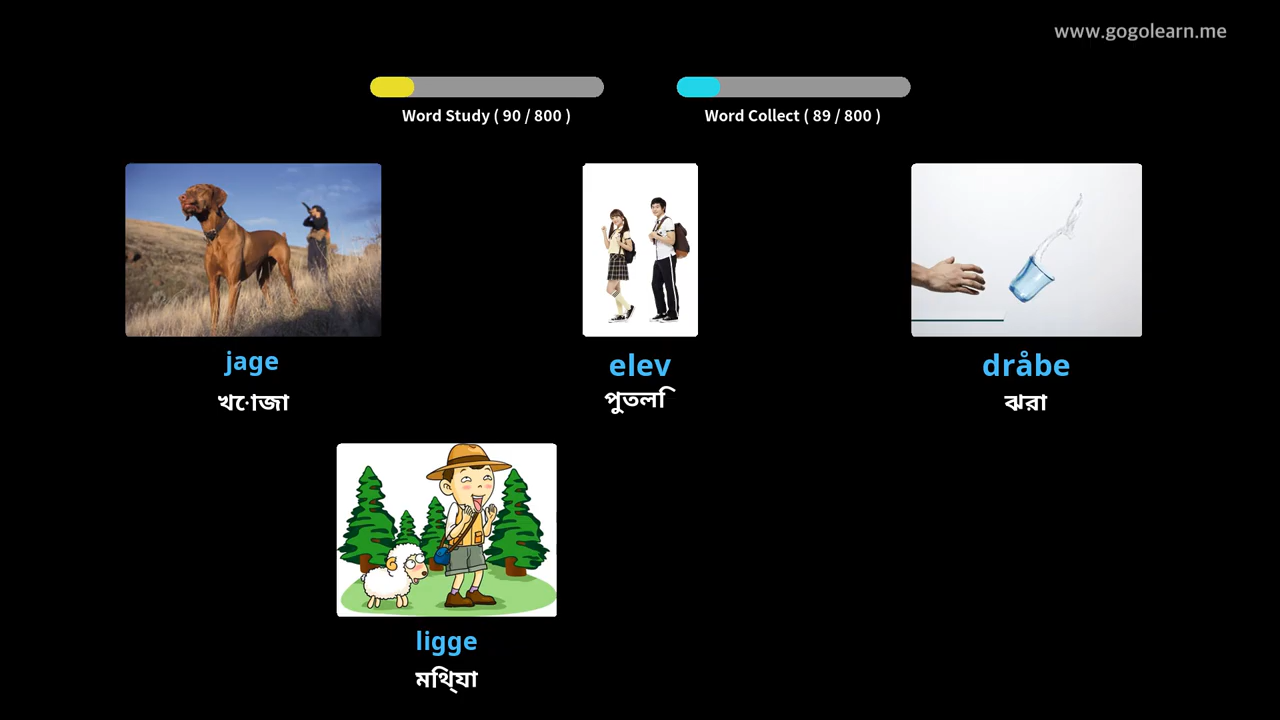 www.gogolearn.me
Word Study ( 90 / 800 )
Word Collect ( 89 / 800 )
jage
খোঁজা
elev
পুতলি
dråbe
ঝরা
ligge
মথ্যিা